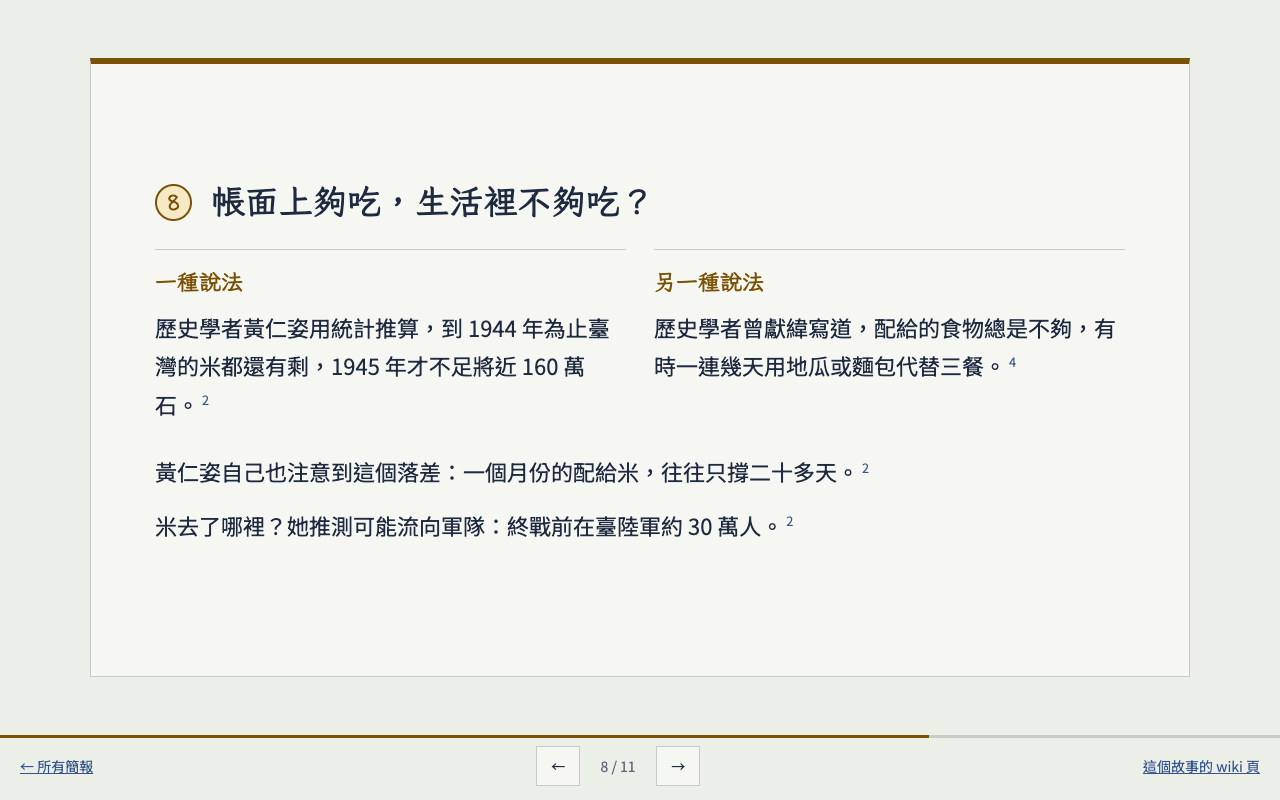 8 帳面上夠吃，生活裡不夠吃？
一種說法
歷史學者黃仁姿用統計推算，到 1944 年為止臺
灣的米都還有剩，1945 年才不足將近 160 萬
石。2
另一種說法
歷史學者曾獻緯寫道，配給的食物總是不夠，有
時一連幾天用地瓜或麵包代替三餐。4
黃仁姿自己也注意到這個落差：一個月份的配給米，往往只撐二十多天。2
米去了哪裡？她推測可能流向軍隊：終戰前在臺陸軍約 30 萬人。2
← 所有簡報
← 8 / 11 →
這個故事的 wiki 頁